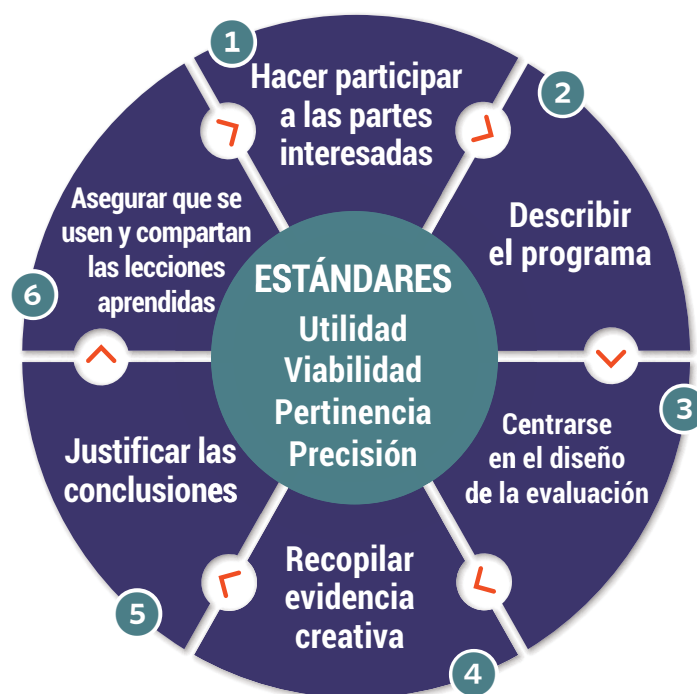 1
Hacer participar
a las partes
interesadas
2
Describir
el programa
3
Centrarse
en el diseño
de la evaluación
4
Recopilar
evidencia
creativa
5
Justificar las
conclusiones
6
Asegurar que se
usen y compartan
las lecciones
aprendidas
ESTÁNDARES
Utilidad
Viabilidad
Pertinencia
Precisión